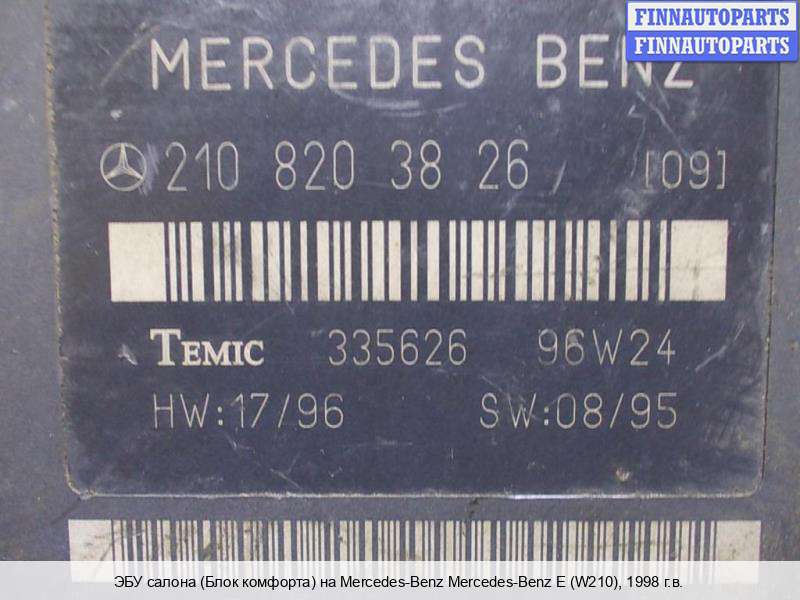 FINNAUTOPARTS
FINNAUTOPARTS
MERCEDES BENZ
210 820 38 26 [09]
TEMIC 335626 96W24
HW:17/96 SW:08/95
ЭБУ салона (Блок комфорта) на Mercedes-Benz Mercedes-Benz E (W210), 1998 г.в.